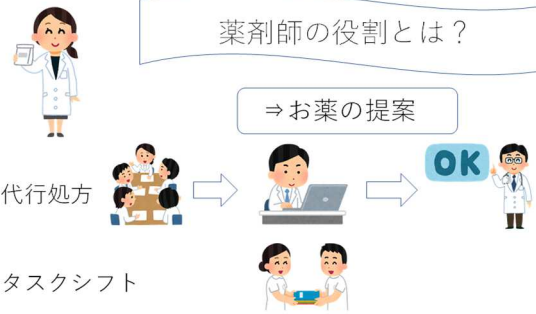 薬剤師の役割とは？
⇒お薬の提案
代行処方
OK
タスクシフト